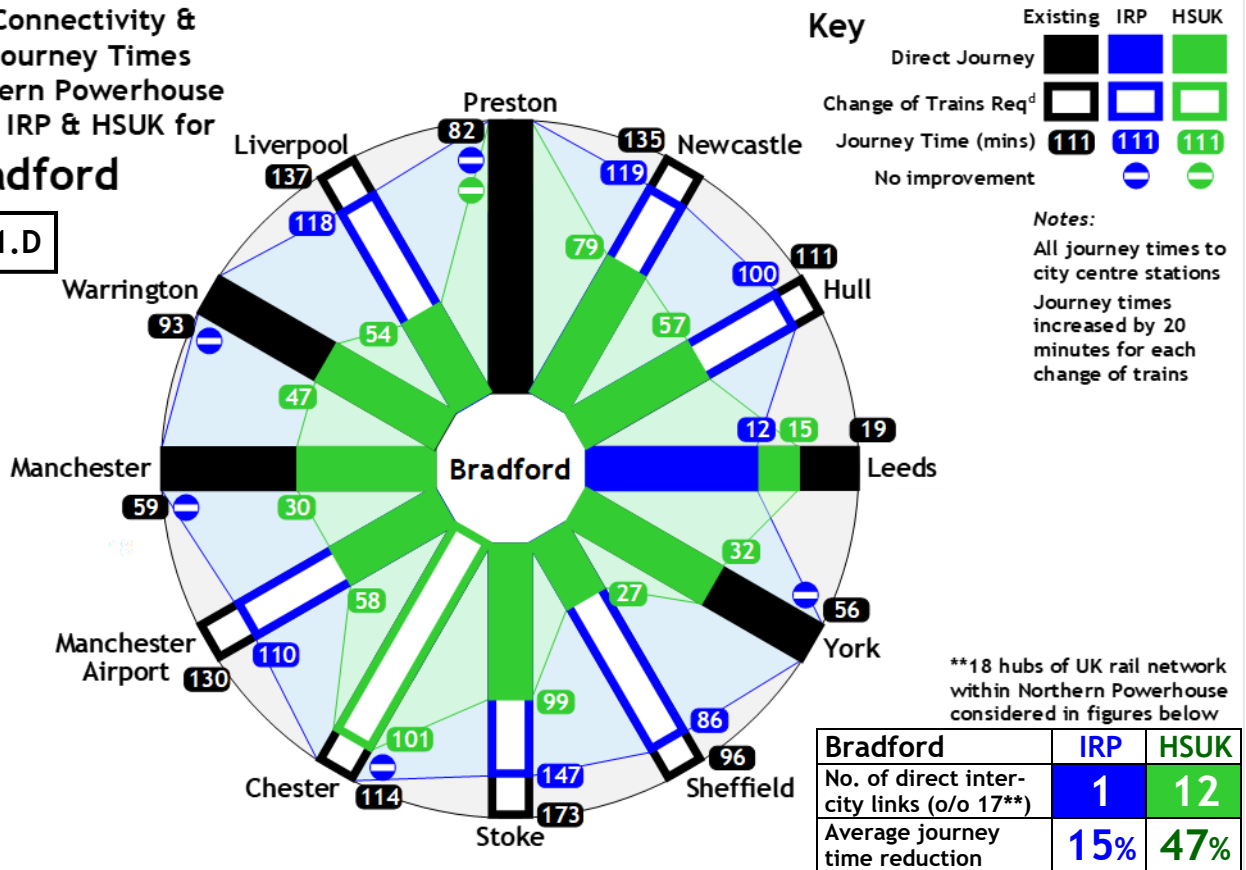 Connectivity &
ourney Times
ern Powerhouse
IRP & HSUK for
adford
1.D
Key
Existing IRP HSUK
Direct Journey
Change of Trains Reqᵈ
Journey Time (mins) 111 111 111
No improvement
Notes:
All journey times to
city centre stations
Journey times
increased by 20
minutes for each
change of trains
Preston
82
Newcastle
135
119
79
Hull
111
100
57
Leeds
12 15 19
York
32
56
Sheffield
27
86
96
Stoke
99
147
173
Chester
101
114
Manchester
Airport
58
110
130
Manchester
59
30
Warrington
93
47
Liverpool
137
118
54
Bradford
**18 hubs of UK rail network
within Northern Powerhouse
considered in figures below
Bradford IRP HSUK
No. of direct inter-
city links (o/o 17**) 1 12
Average journey
time reduction 15% 47%